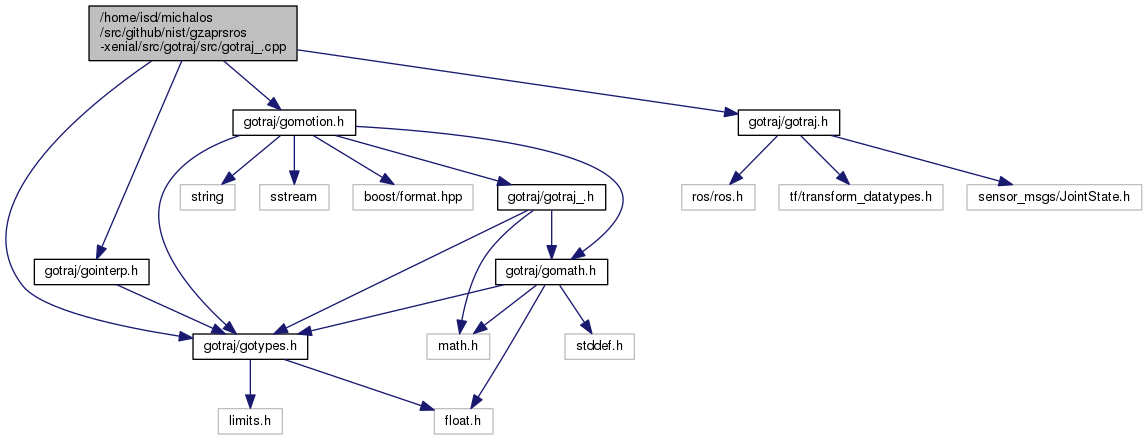 /home/isd/michalos
/src/github/nist/gzaprsros
-xenial/src/gotraj/src/gotraj_.cpp
gotraj/gomotion.h
gotraj/gotraj.h
string
sstream
boost/format.hpp
gotraj/gotraj_.h
ros/ros.h
tf/transform_datatypes.h
sensor_msgs/JointState.h
gotraj/gointerp.h
gotraj/gomath.h
gotraj/gotypes.h
math.h
stddef.h
limits.h
float.h